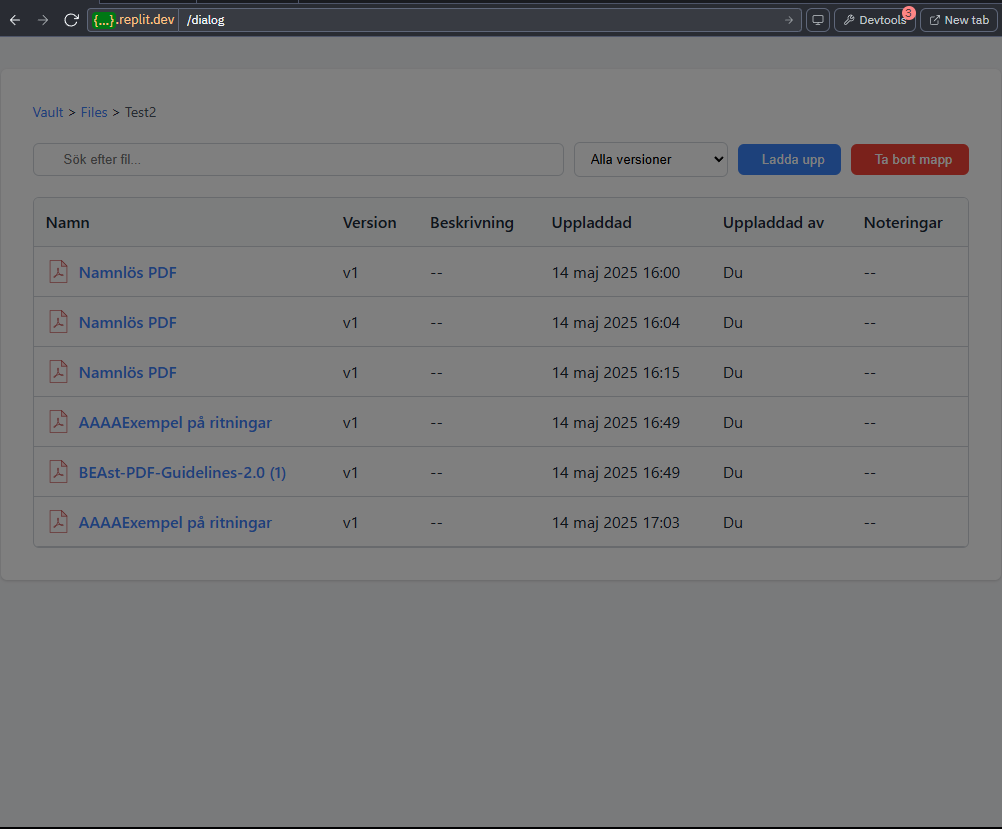 {...}.replit.dev /dialog Devtools 3 New tab
Vault > Files > Test2
Sök efter fil... Alla versioner Ladda upp Ta bort mapp
Namn Version Beskrivning Uppladdad Uppladdad av Noteringar
Namnlös PDF v1 -- 14 maj 2025 16:00 Du --
Namnlös PDF v1 -- 14 maj 2025 16:04 Du --
Namnlös PDF v1 -- 14 maj 2025 16:15 Du --
AAAAExempel på ritningar v1 -- 14 maj 2025 16:49 Du --
BEAst-PDF-Guidelines-2.0 (1) v1 -- 14 maj 2025 16:49 Du --
AAAAExempel på ritningar v1 -- 14 maj 2025 17:03 Du --